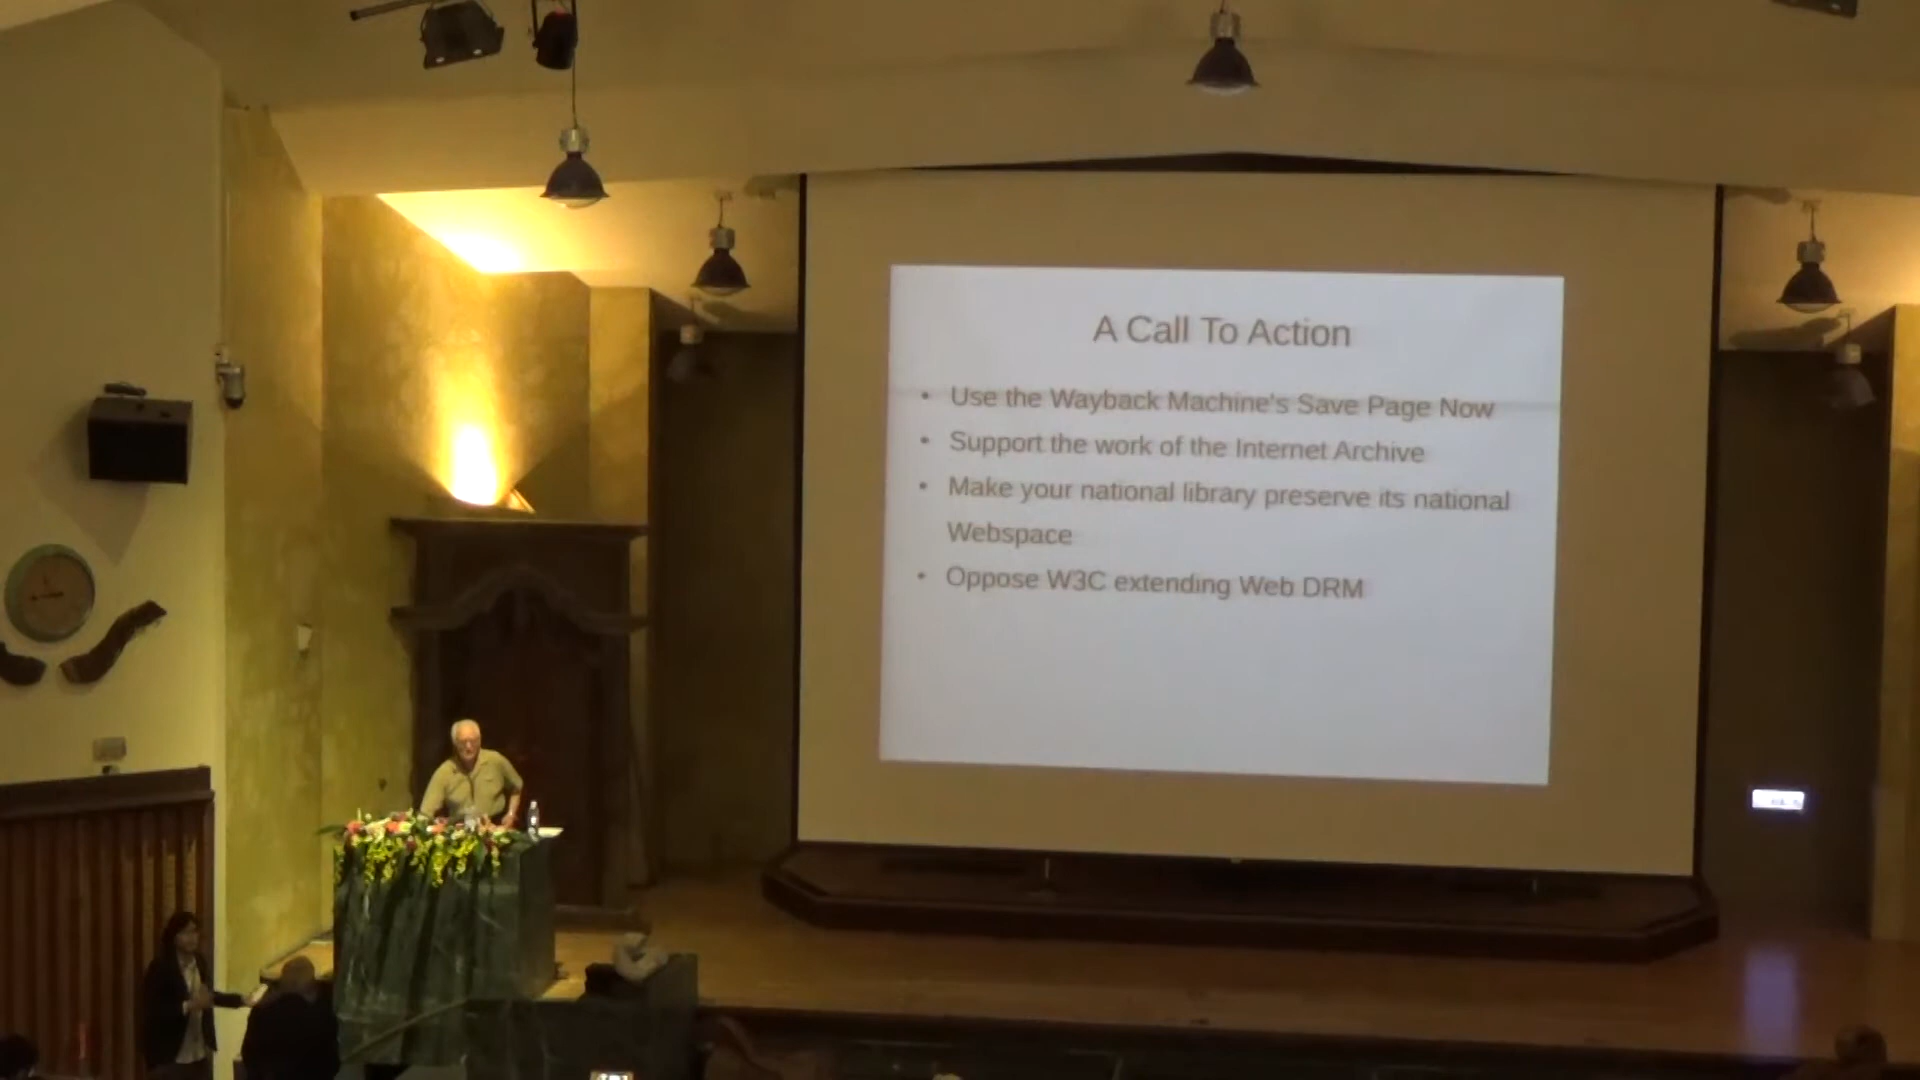 A Call To Action
• Use the Wayback Machine's Save Page Now
• Support the work of the Internet Archive
• Make your national library preserve its national
Webspace
• Oppose W3C extending Web DRM